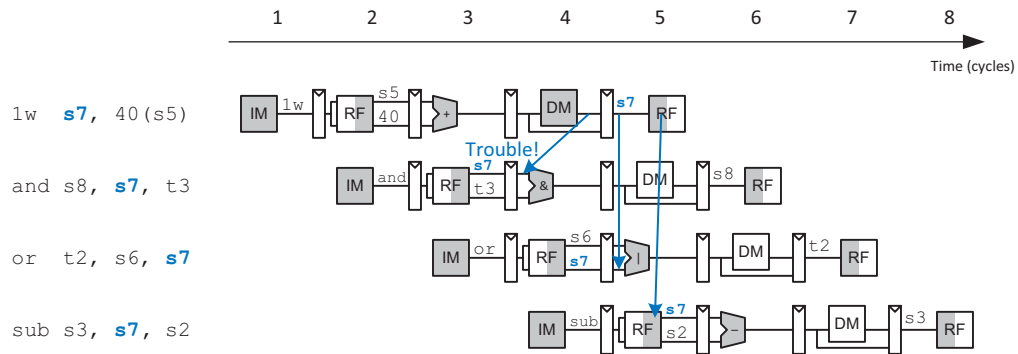 1 2 3 4 5 6 7 8
Time (cycles)
lw s7, 40(s5)
IM lw RF s5 40 + DM s7 RF
Trouble!
and s8, s7, t3
IM and RF s7 t3 & DM s8 RF
or t2, s6, s7
IM or RF s6 s7 | DM t2 RF
sub s3, s7, s2
IM sub RF s7 s2 - DM s3 RF